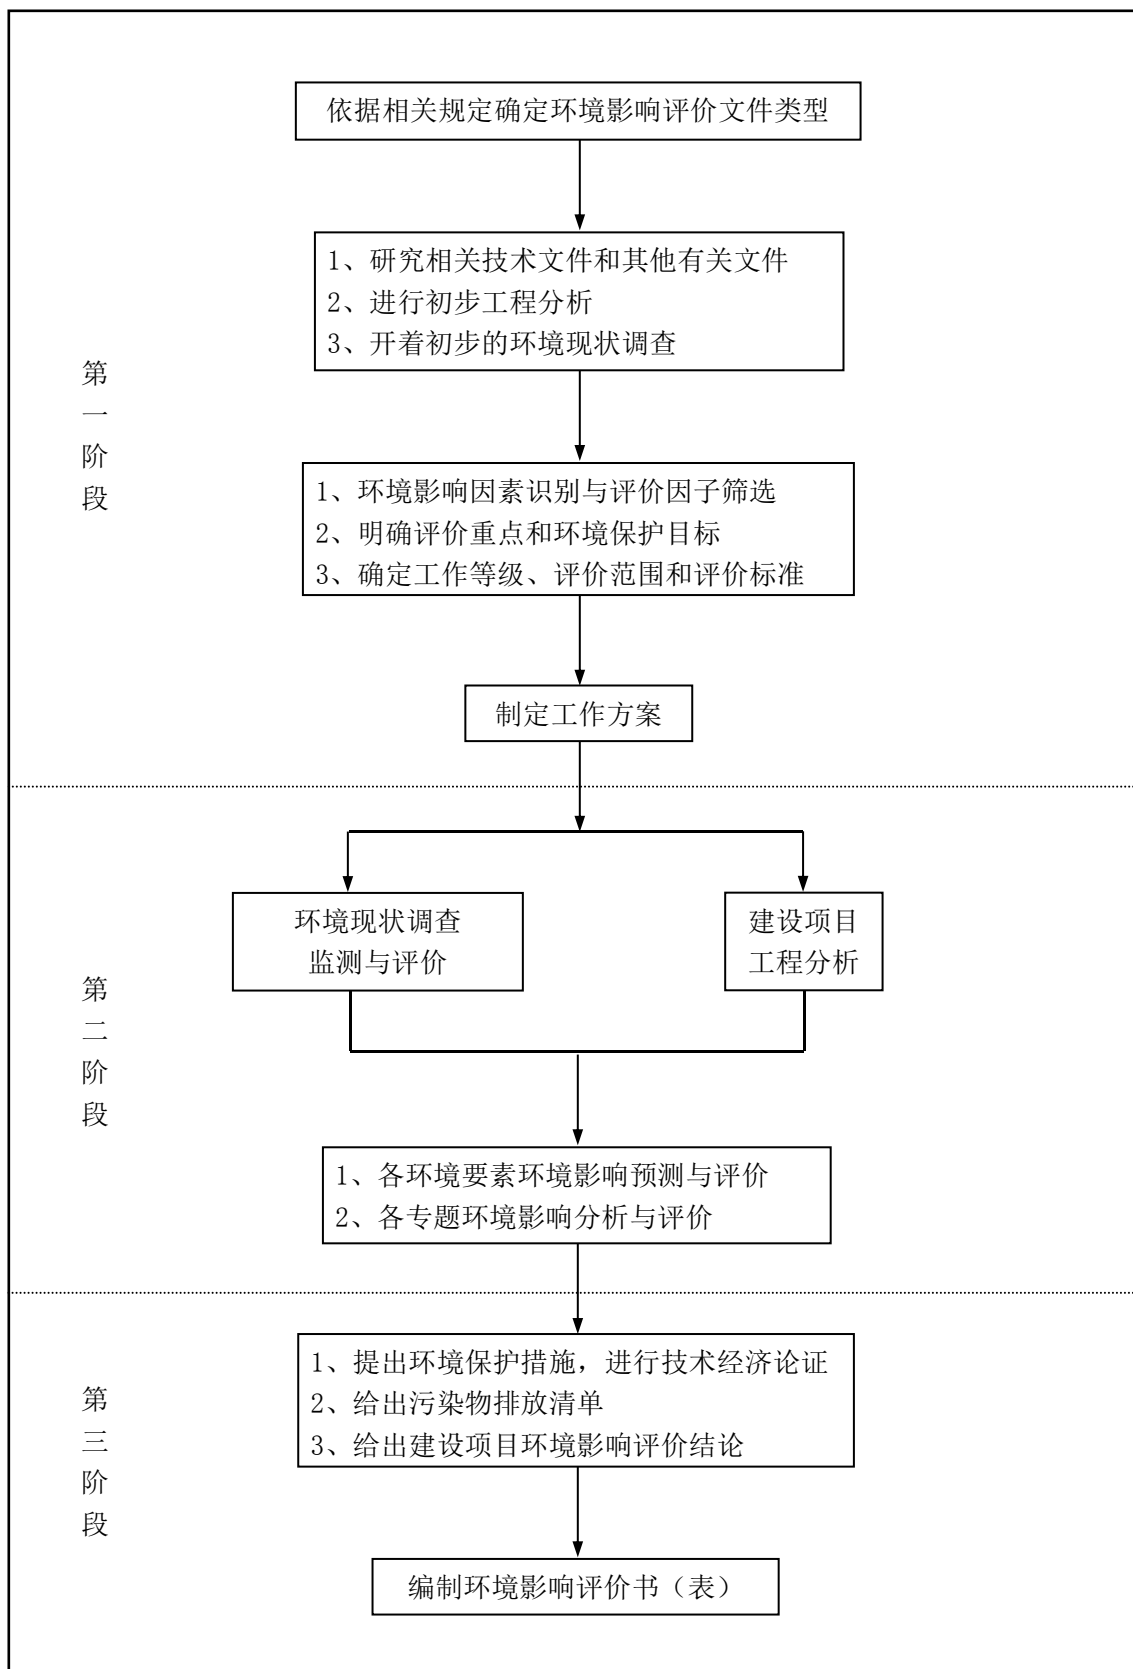 依据相关规定确定环境影响评价文件类型
1、研究相关技术文件和其他有关文件
2、进行初步工程分析
3、开着初步的环境现状调查
第一阶段
1、环境影响因素识别与评价因子筛选
2、明确评价重点和环境保护目标
3、确定工作等级、评价范围和评价标准
制定工作方案
环境现状调查
监测与评价
建设项目
工程分析
第二阶段
1、各环境要素环境影响预测与评价
2、各专题环境影响分析与评价
1、提出环境保护措施，进行技术经济论证
2、给出污染物排放清单
3、给出建设项目环境影响评价结论
第三阶段
编制环境影响评价书（表）